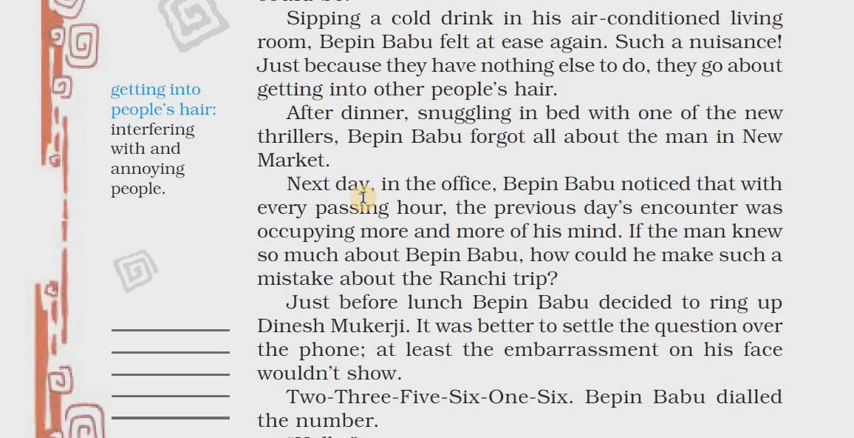 Sipping a cold drink in his air-conditioned living
room, Bepin Babu felt at ease again. Such a nuisance!
Just because they have nothing else to do, they go about
getting into other people's hair.
After dinner, snuggling in bed with one of the new
thrillers, Bepin Babu forgot all about the man in New
Market.
Next day, in the office, Bepin Babu noticed that with
every passing hour, the previous day's encounter was
occupying more and more of his mind. If the man knew
so much about Bepin Babu, how could he make such a
mistake about the Ranchi trip?
Just before lunch Bepin Babu decided to ring up
Dinesh Mukerji. It was better to settle the question over
the phone; at least the embarrassment on his face
wouldn't show.
Two-Three-Five-Six-One-Six. Bepin Babu dialled
the number.
getting into
people's hair:
interfering
with and
annoying
people.